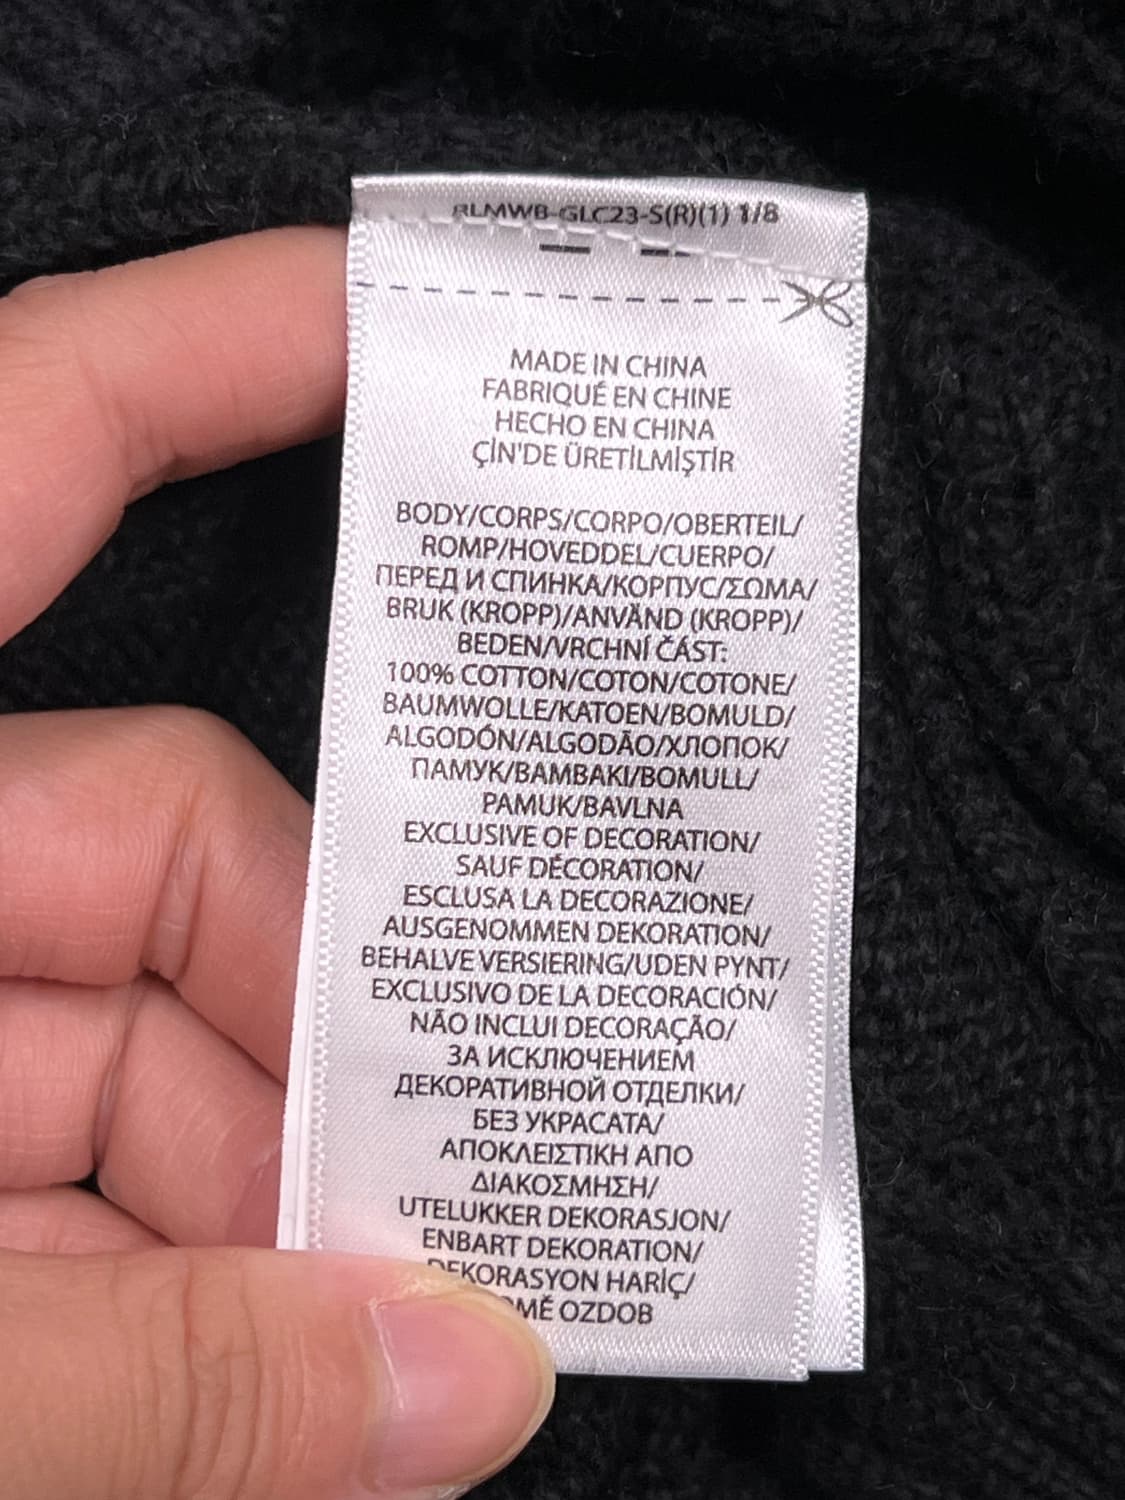 RLMWB-GLC23-S(R)(1) 1/8
MADE IN CHINA
FABRIQUÉ EN CHINE
HECHO EN CHINA
ÇİN'DE ÜRETİLMİŞTİR
BODY/CORPS/CORPO/OBERTEIL/
ROMP/HOVEDDEL/CUERPO/
ПЕРЕД И СПИНКА/КОРПУС/ΣΩΜΑ/
BRUK (KROPP)/ANVÄND (KROPP)/
BEDEN/VRCHNÍ ČÁST:
100% COTTON/COTON/COTONE/
BAUMWOLLE/KATOEN/BOMULD/
ALGODÓN/ALGODÃO/ХЛОПОК/
ПАМУК/ΒΑΜΒΑΚΙ/BOMULL/
PAMUK/BAVLNA
EXCLUSIVE OF DECORATION/
SAUF DÉCORATION/
ESCLUSA LA DECORAZIONE/
AUSGENOMMEN DEKORATION/
BEHALVE VERSIERING/UDEN PYNT/
EXCLUSIVO DE LA DECORACIÓN/
NÃO INCLUI DECORAÇÃO/
ЗА ИСКЛЮЧЕНИЕМ
ДЕКОРАТИВНОЙ ОТДЕЛКИ/
БЕЗ УКРАСАТА/
ΑΠΟΚΛΕΙΣΤΙΚΗ ΑΠΟ
ΔΙΑΚΟΣΜΗΣΗ/
UTELUKKER DEKORASJON/
ENBART DEKORATION/
DEKORASYON HARİÇ/
OZDOB